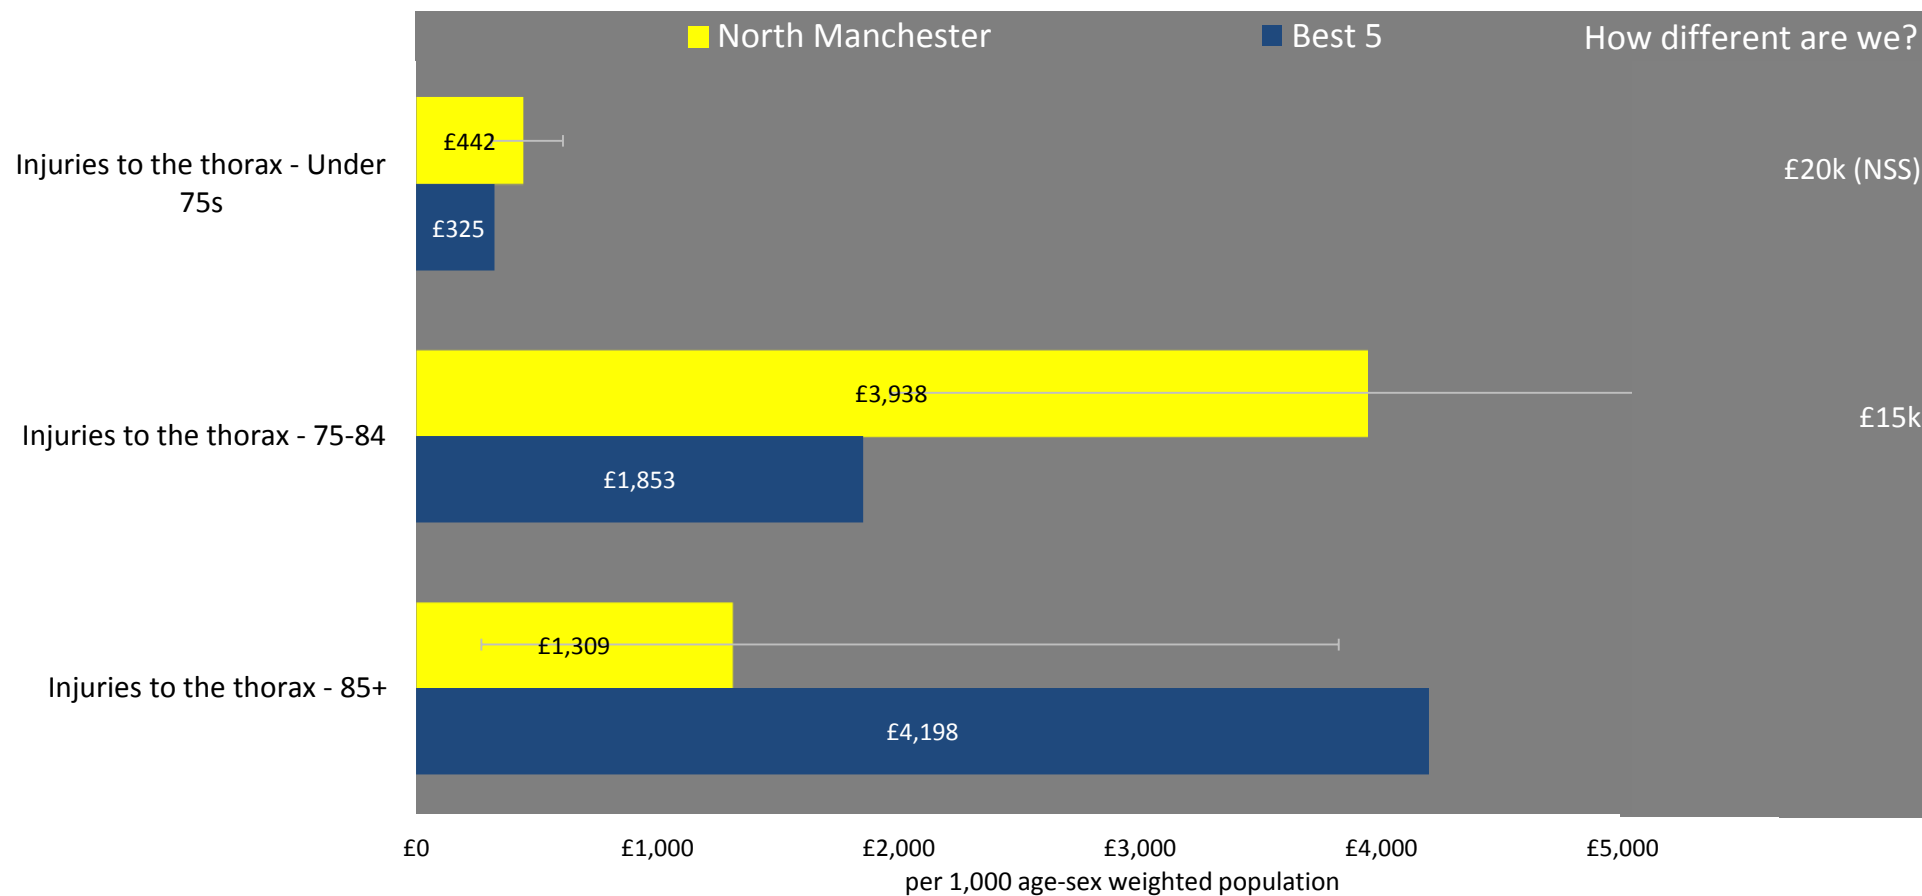 North Manchester
Best 5
How different are we?
Injuries to the thorax - Under
75s
£442
£325
£20k (NSS)
Injuries to the thorax - 75-84
£3,938
£1,853
£15k
Injuries to the thorax - 85+
£1,309
£4,198
£0
£1,000
£2,000
£3,000
£4,000
£5,000
per 1,000 age-sex weighted population